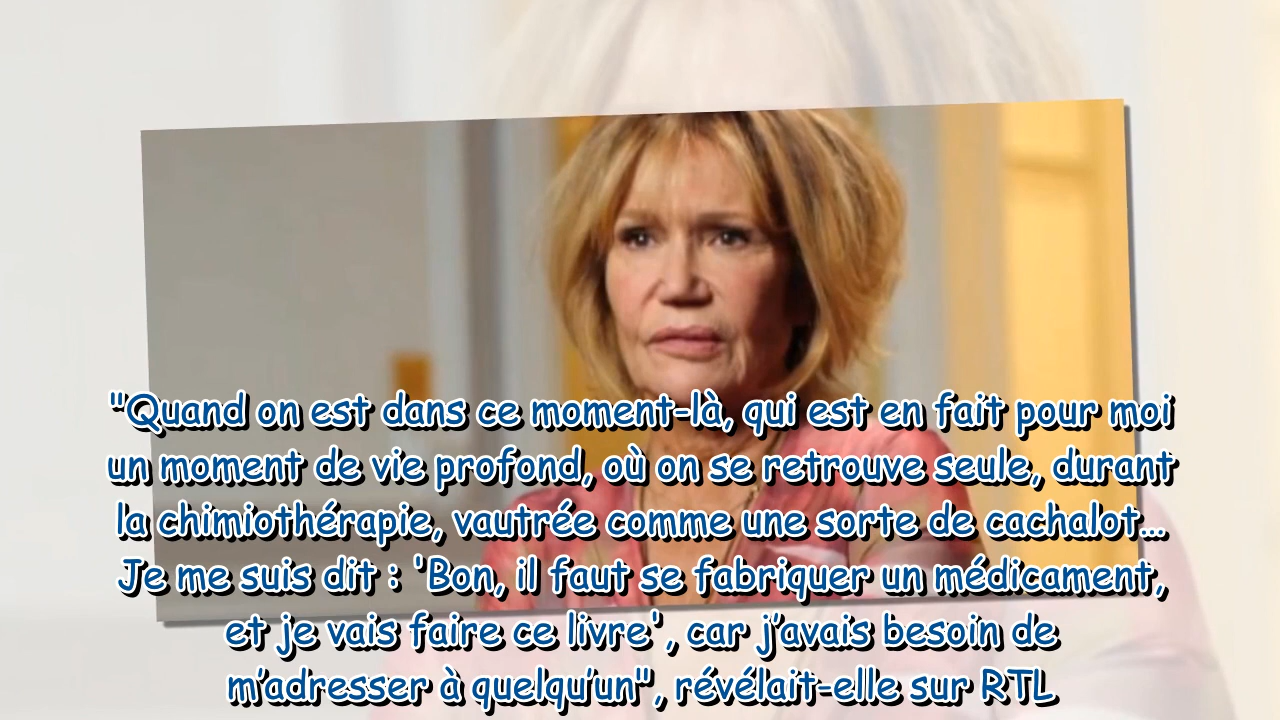 "Quand on est dans ce moment-là, qui est en fait pour moi
un moment de vie profond, où on se retrouve seule, durant
la chimiothérapie, vautrée comme une sorte de cachalot...
Je me suis dit : 'Bon, il faut se fabriquer un médicament,
et je vais faire ce livre', car j’avais besoin de
m’adresser à quelqu’un", révélait-elle sur RTL